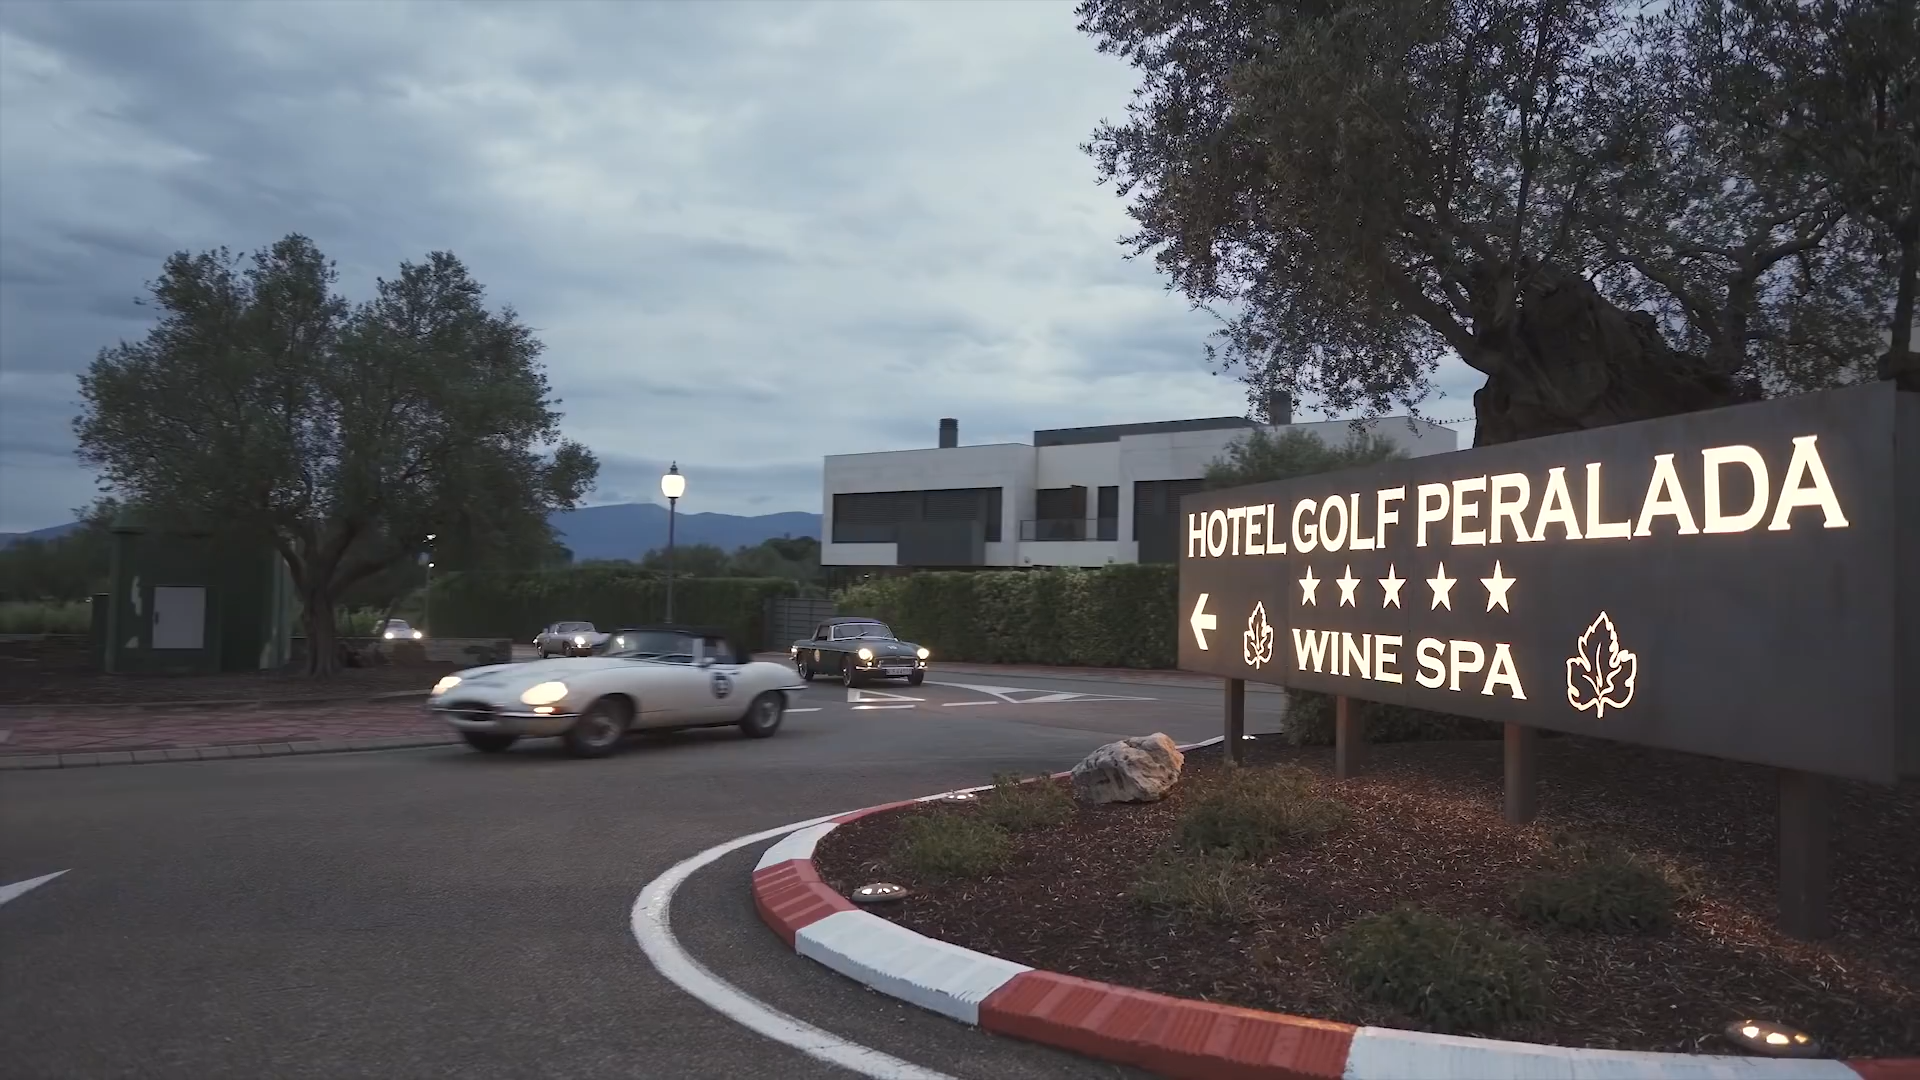 HOTEL GOLF PERALADA
★★★★★
WINE SPA